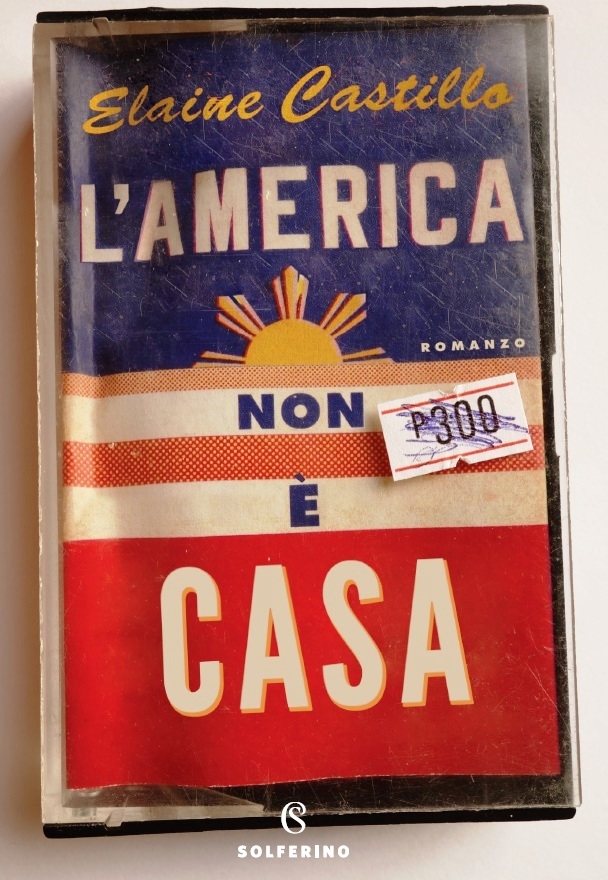 Elaine Castillo
L'AMERICA
ROMANZO
NON
P300
È
CASA
SOLFERINO